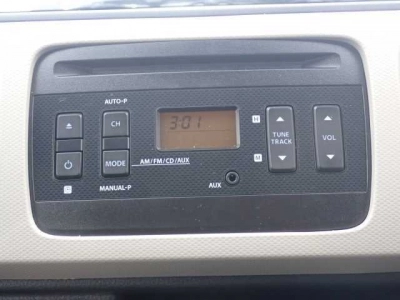 AUTO-P
CH
3:01
H
TUNE
TRACK
VOL
MODE
AM/FM/CD/AUX
M
MANUAL-P
AUX